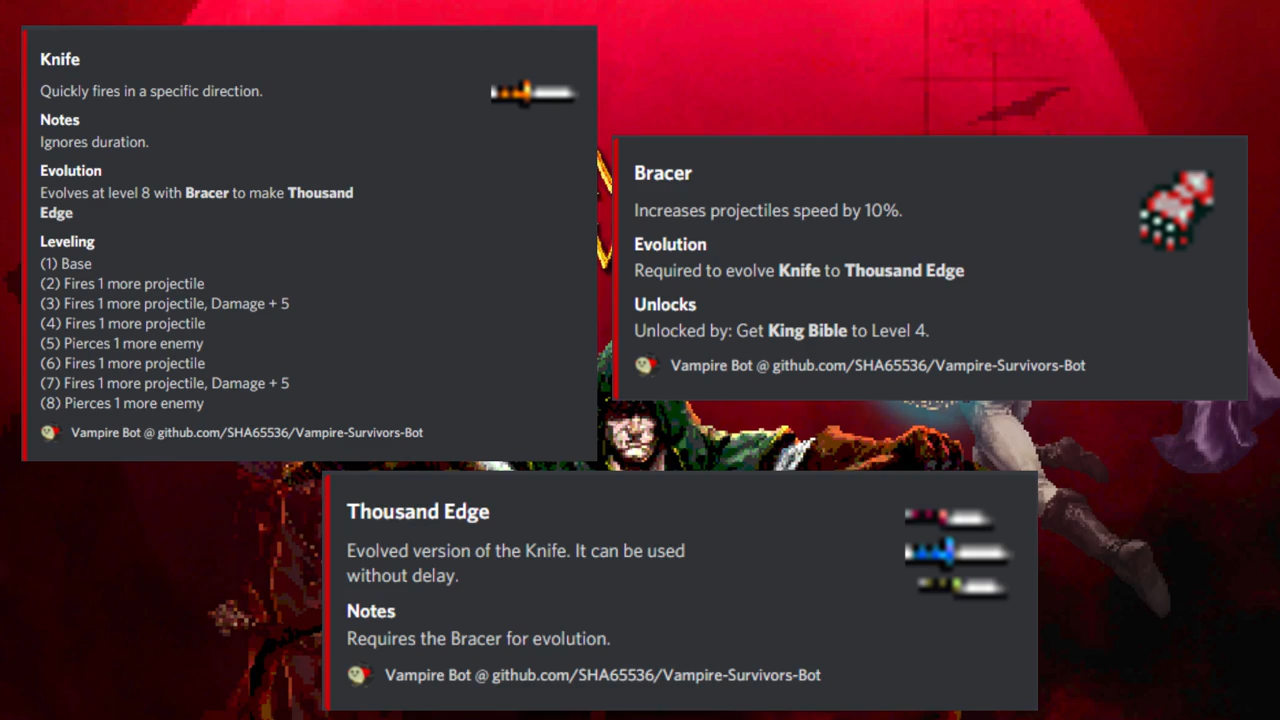 Knife
Quickly fires in a specific direction.
Notes
Ignores duration.
Evolution
Evolves at level 8 with Bracer to make Thousand
Edge
Leveling
(1) Base
(2) Fires 1 more projectile
(3) Fires 1 more projectile, Damage + 5
(4) Fires 1 more projectile
(5) Pierces 1 more enemy
(6) Fires 1 more projectile
(7) Fires 1 more projectile, Damage + 5
(8) Pierces 1 more enemy
Vampire Bot @ github.com/SHA65536/Vampire-Survivors-Bot
Bracer
Increases projectiles speed by 10%.
Evolution
Required to evolve Knife to Thousand Edge
Unlocks
Unlocked by: Get King Bible to Level 4.
Vampire Bot @ github.com/SHA65536/Vampire-Survivors-Bot
Thousand Edge
Evolved version of the Knife. It can be used
without delay.
Notes
Requires the Bracer for evolution.
Vampire Bot @ github.com/SHA65536/Vampire-Survivors-Bot